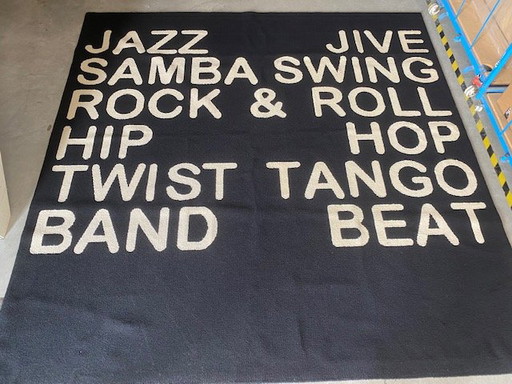 JAZZ JIVE
SAMBA SWING
ROCK & ROLL
HIP HOP
TWIST TANGO
BAND BEAT